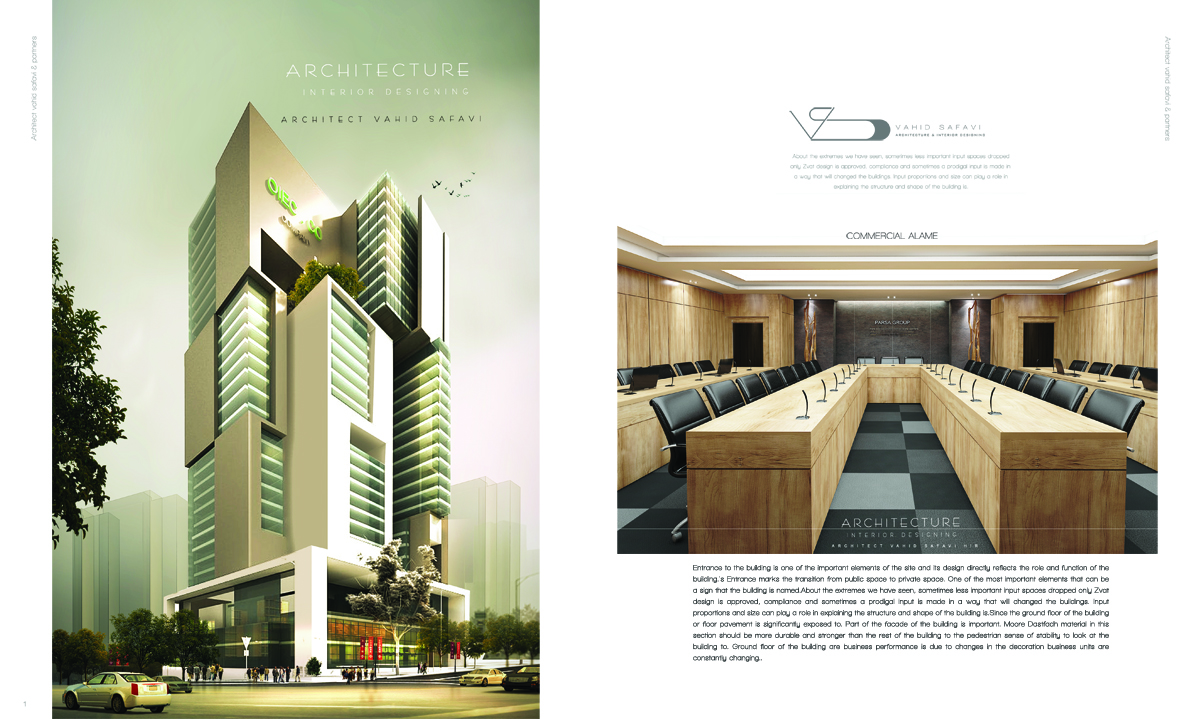 Architect vahid safavi & partners
ARCHITECTURE
INTERIOR DESIGNING
ARCHITECT VAHID SAFAVI
1
Architect vahid safavi & partners
VAHID SAFAVI
ARCHITECTURE & INTERIOR DESIGNING
About the extremes we have seen, sometimes less important input spaces dropped
only Zvat design is approved, compliance and sometimes a prodigal input is made in
a way that will changed the buildings. Input proportions and size can play a role in
explaining the structure and shape of the building is.
COMMERCIAL ALAME
PARSA GROUP
ARCHITECTURE
INTERIOR DESIGNING
ARCHITECT VAHID SAFAVI HIR
Entrance to the building is one of the important elements of the site and its design directly reflects the role and function of the
building.'s Entrance marks the transition from public space to private space. One of the most important elements that can be
a sign that the building is named.About the extremes we have seen, sometimes less important input spaces dropped only Zvat
design is approved, compliance and sometimes a prodigal input is made in a way that will changed the buildings. Input
proportions and size can play a role in explaining the structure and shape of the building is.Since the ground floor of the building
or floor pavement is significantly exposed to. Part of the facade of the building is important. Moore Dastfach material in this
section should be more durable and stronger than the rest of the building to the pedestrian sense of stability to look at the
building to. Ground floor of the building are business performance is due to changes in the decoration business units are
constantly changing..